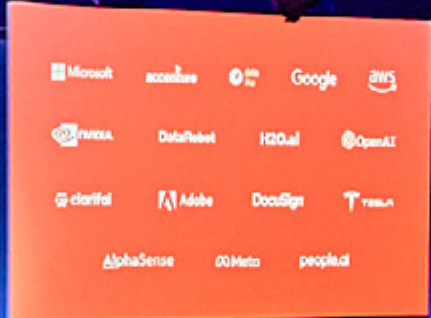 Microsoft accenture Google aws
NVIDIA DataRobot H2O.ai OpenAI
clarifai Adobe DocuSign TESLA
AlphaSense Meta people.ai